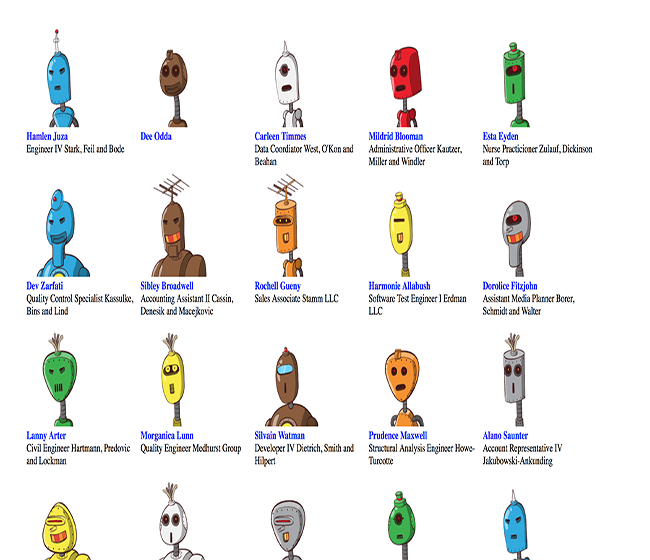 Hamlen Juza
Engineer IV Stark, Feil and Bode
Dee Odda
Carleen Timmes
Data Coordiator West, O'Kon and
Beahan
Mildrid Blooman
Administrative Officer Kautzer,
Miller and Windler
Esta Eyden
Nurse Practicioner Zulauf, Dickinson
and Torp
Dev Zarfati
Quality Control Specialist Kassulke,
Bins and Lind
Sibley Broadwell
Accounting Assistant II Cassin,
Denesik and Macejkovic
Rochell Gueny
Sales Associate Stamm LLC
Harmonie Allabush
Software Test Engineer I Erdman
LLC
Dorolice Fitzjohn
Assistant Media Planner Borer,
Schmidt and Walter
Lanny Arter
Civil Engineer Hartmann, Predovic
and Lockman
Morganica Lunn
Quality Engineer Medhurst Group
Silvain Watman
Developer IV Dietrich, Smith and
Hilpert
Prudence Maxwell
Structural Analysis Engineer Howe-
Turcotte
Alano Saunter
Account Representative IV
Jakubowski-Ankunding